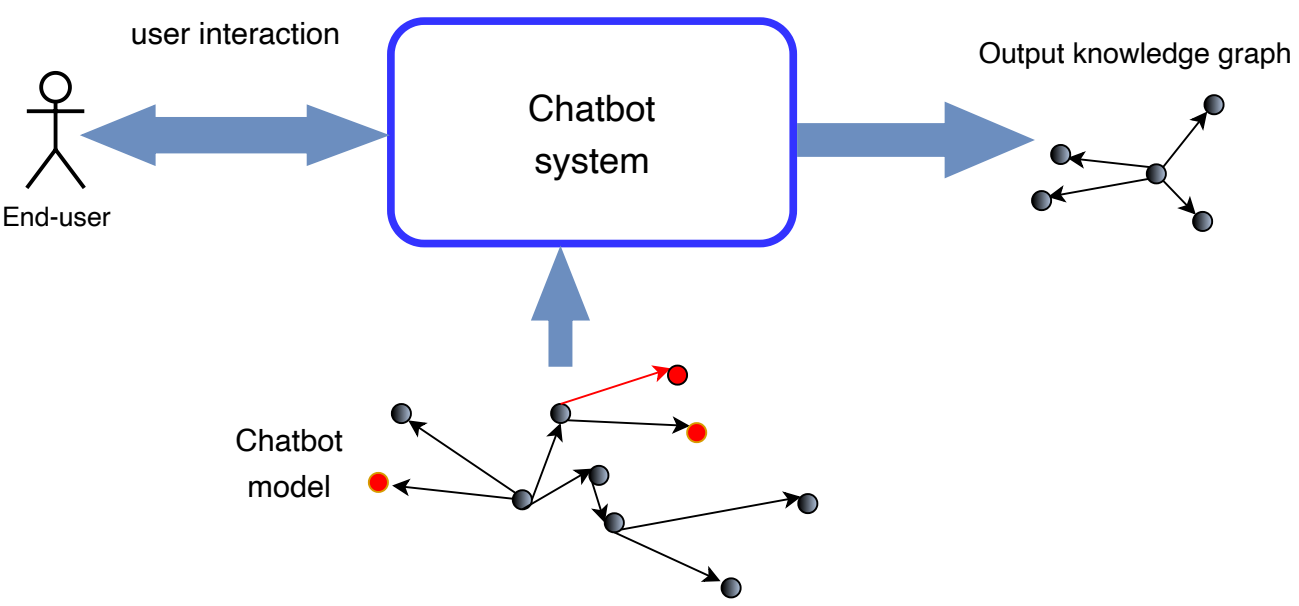 user interaction
Chatbot
system
Output knowledge graph
End-user
Chatbot
model